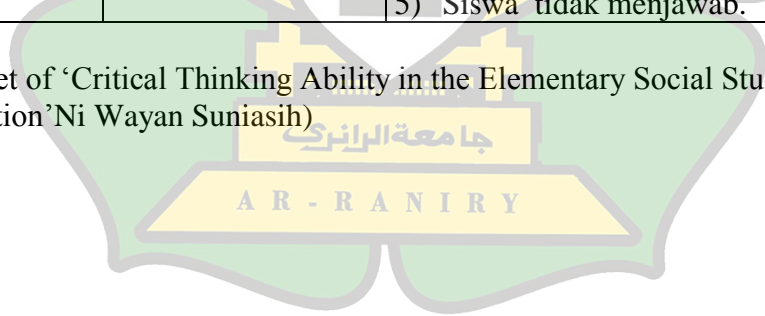 5) Siswa tidak menjawab.
et of ‘Critical Thinking Ability in the Elementary Social Stu
tion’Ni Wayan Suniasih)
جامعة الرانري
A R - R A N I R Y